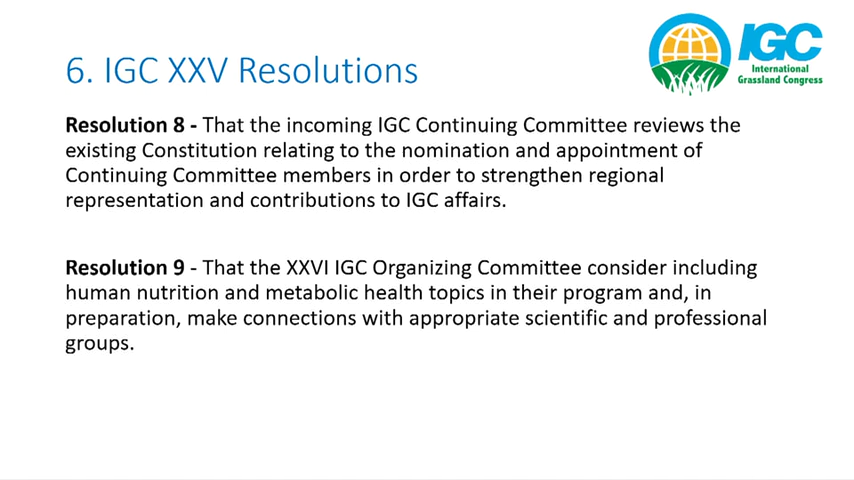 6. IGC XXV Resolutions
IGC
International
Grassland Congress
Resolution 8 - That the incoming IGC Continuing Committee reviews the
existing Constitution relating to the nomination and appointment of
Continuing Committee members in order to strengthen regional
representation and contributions to IGC affairs.
Resolution 9 - That the XXVI IGC Organizing Committee consider including
human nutrition and metabolic health topics in their program and, in
preparation, make connections with appropriate scientific and professional
groups.